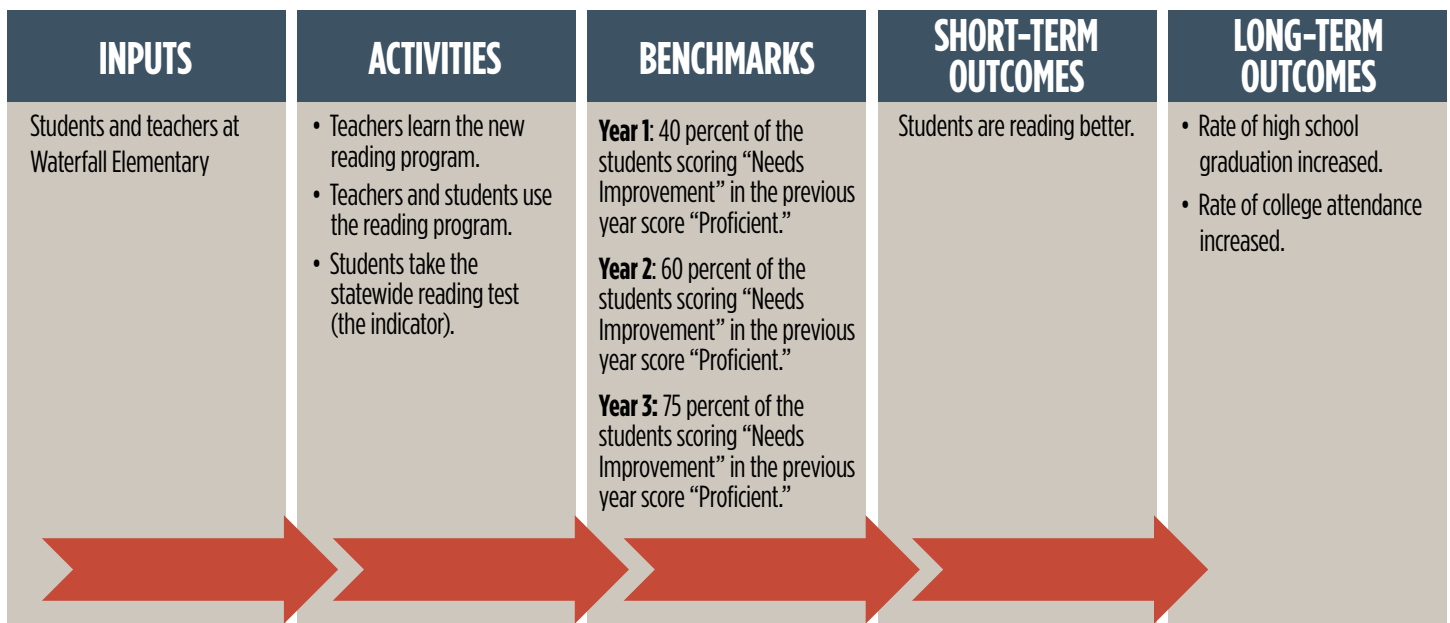 INPUTS
Students and teachers at
Waterfall Elementary
ACTIVITIES
• Teachers learn the new
reading program.
• Teachers and students use
the reading program.
• Students take the
statewide reading test
(the indicator).
BENCHMARKS
Year 1: 40 percent of the
students scoring “Needs
Improvement” in the previous
year score “Proficient.”
Year 2: 60 percent of the
students scoring “Needs
Improvement” in the previous
year score “Proficient.”
Year 3: 75 percent of the
students scoring “Needs
Improvement” in the previous
year score “Proficient.”
SHORT-TERM
OUTCOMES
Students are reading better.
LONG-TERM
OUTCOMES
• Rate of high school
graduation increased.
• Rate of college attendance
increased.